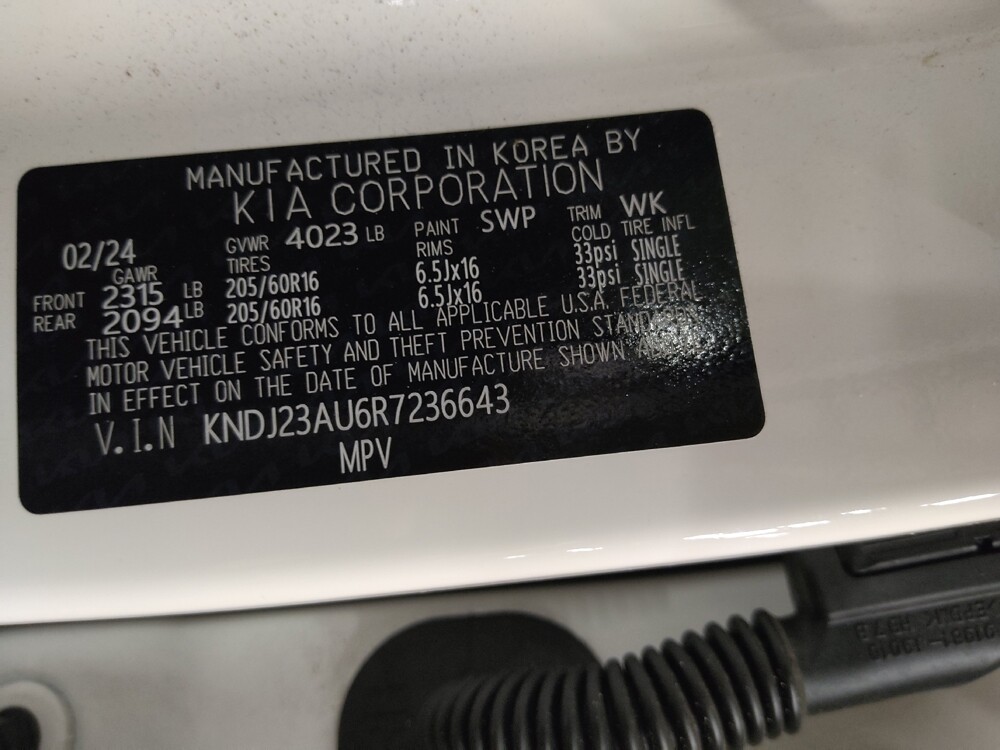 MANUFACTURED IN KOREA BY
KIA CORPORATION
02/24 GVWR 4023 LB PAINT SWP TRIM WK
GAWR TIRES RIMS COLD TIRE INFL
FRONT 2315 LB 205/60R16 6.5Jx16 33psi SINGLE
REAR 2094 LB 205/60R16 6.5Jx16 33psi SINGLE
THIS VEHICLE CONFORMS TO ALL APPLICABLE U.S.A. FEDERAL
MOTOR VEHICLE SAFETY AND THEFT PREVENTION STANDARDS
IN EFFECT ON THE DATE OF MANUFACTURE SHOWN
V.I.N KNDJ23AU6R7236643
MPV